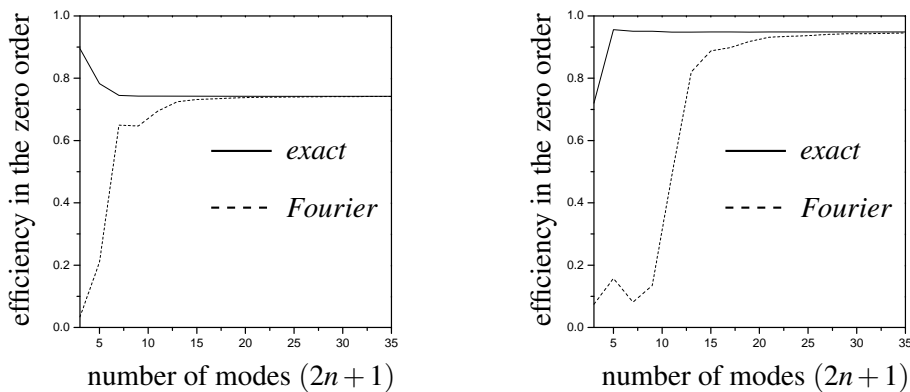 efficiency in the zero order
1.0
0.8
0.6
0.4
0.2
0.0
5 10 15 20 25 30 35
number of modes (2n + 1)
exact
Fourier
efficiency in the zero order
1.0
0.8
0.6
0.4
0.2
0.0
5 10 15 20 25 30 35
number of modes (2n + 1)
exact
Fourier